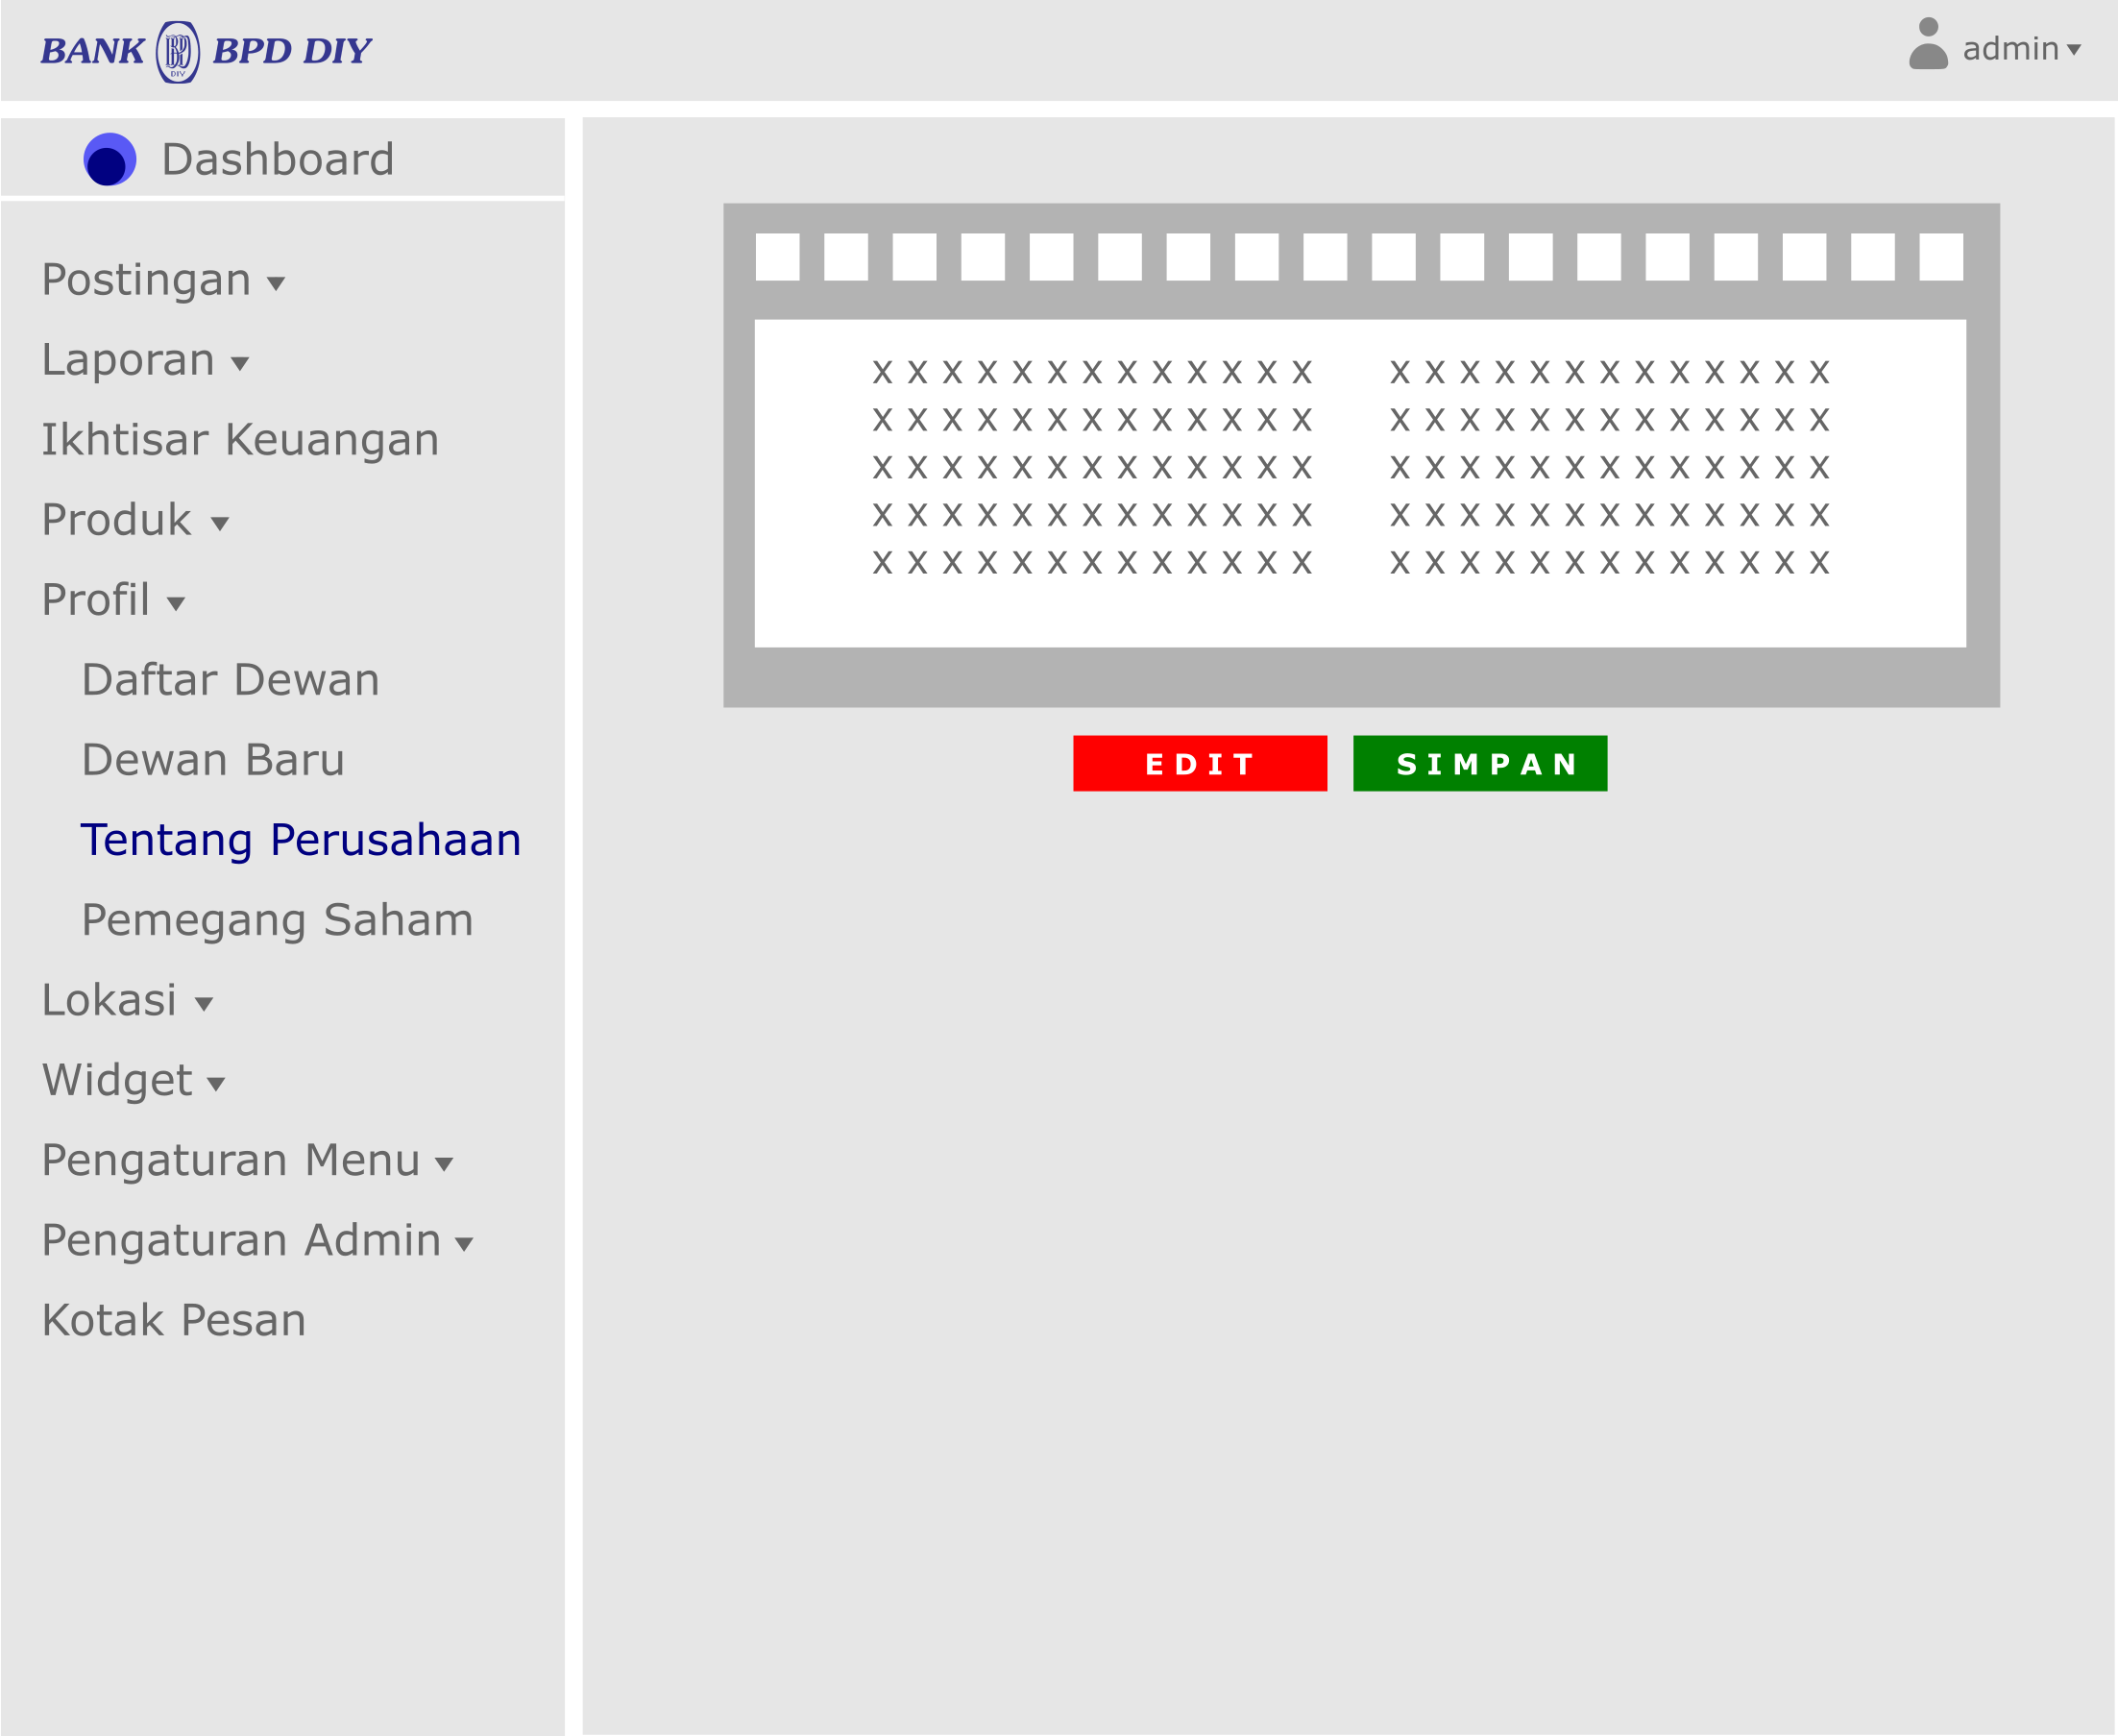 BANK BPD DIY
admin
Dashboard
Postingan
Laporan
Ikhtisar Keuangan
Produk
Profil
Daftar Dewan
Dewan Baru
Tentang Perusahaan
Pemegang Saham
Lokasi
Widget
Pengaturan Menu
Pengaturan Admin
Kotak Pesan
X X X X X X X X X X X X X   X X X X X X X X X X X X X
X X X X X X X X X X X X X   X X X X X X X X X X X X X
X X X X X X X X X X X X X   X X X X X X X X X X X X X
X X X X X X X X X X X X X   X X X X X X X X X X X X X
X X X X X X X X X X X X X   X X X X X X X X X X X X X
EDIT
SIMPAN